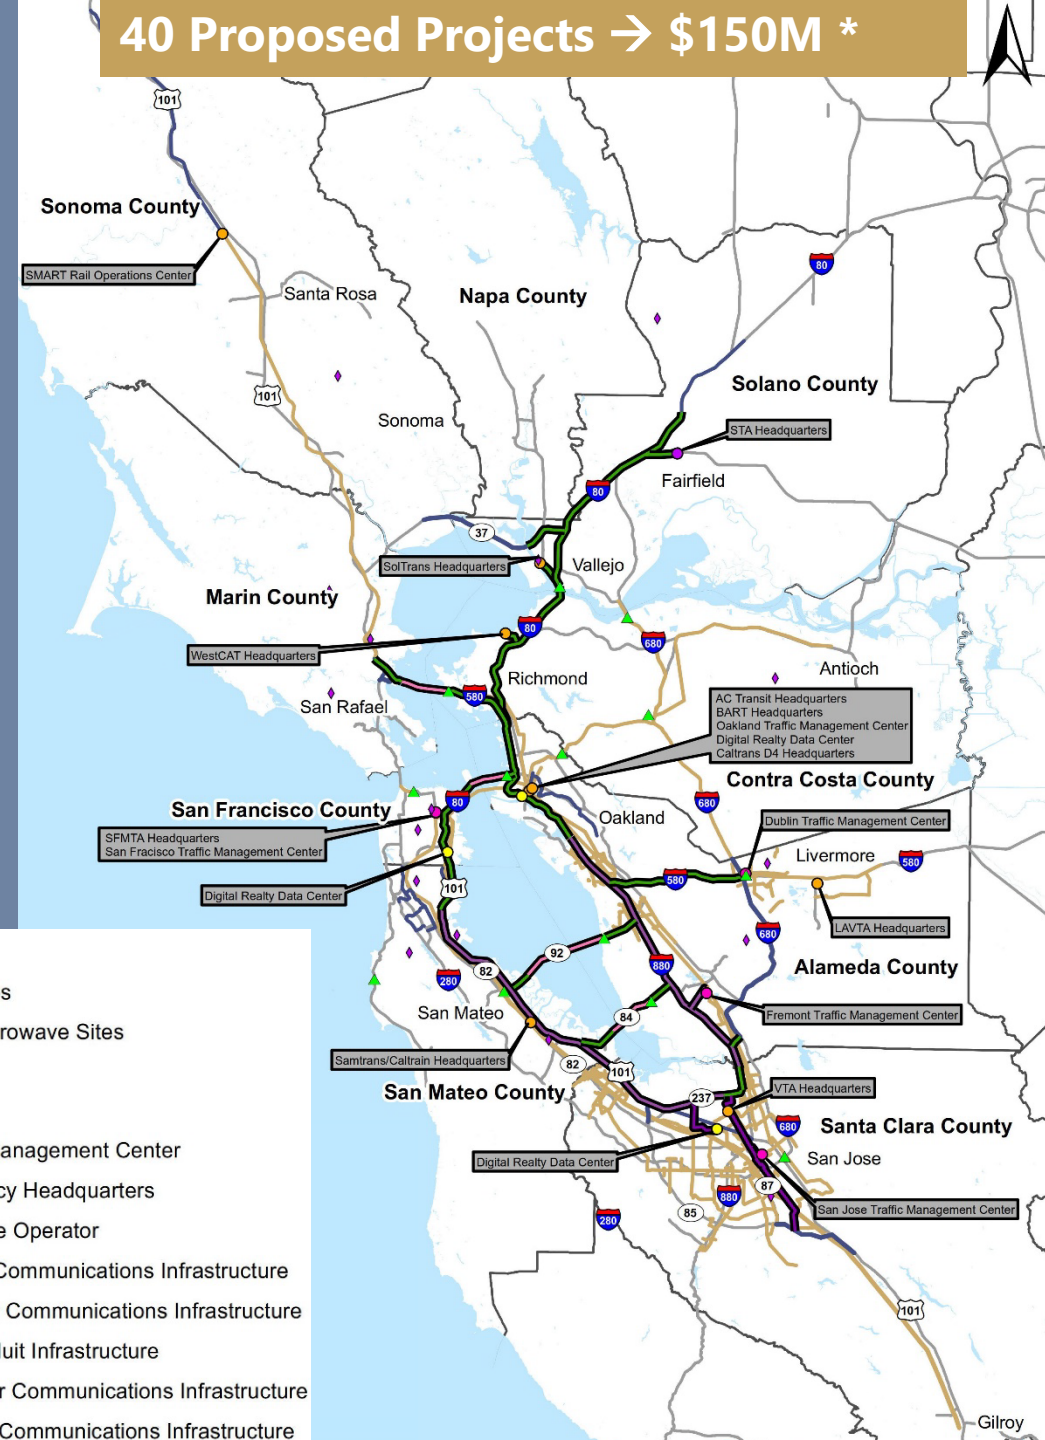 40 Proposed Projects → $150M *
101
Sonoma County
SMART Rail Operations Center
Santa Rosa
Napa County
80
101
Solano County
Sonoma
STA Headquarters
Fairfield
80
37
SolTrans Headquarters
Vallejo
Marin County
80
680
WestCAT Headquarters
Antioch
Richmond
580
San Rafael
AC Transit Headquarters
BART Headquarters
Oakland Traffic Management Center
Digital Realty Data Center
Caltrans D4 Headquarters
Contra Costa County
80
680
San Francisco County
Oakland
Dublin Traffic Management Center
SFMTA Headquarters
San Fracisco Traffic Management Center
Livermore
580
580
101
Digital Realty Data Center
LAVTA Headquarters
680
92
880
Alameda County
82
280
San Mateo
84
Fremont Traffic Management Center
Samtrans/Caltrain Headquarters
82
101
San Mateo County
VTA Headquarters
237
680
Santa Clara County
Digital Realty Data Center
San Jose
87
880
85
280
San Jose Traffic Management Center
101
Gilroy
s
rowave Sites
anagement Center
cy Headquarters
e Operator
Communications Infrastructure
Communications Infrastructure
uit Infrastructure
r Communications Infrastructure
Communications Infrastructure